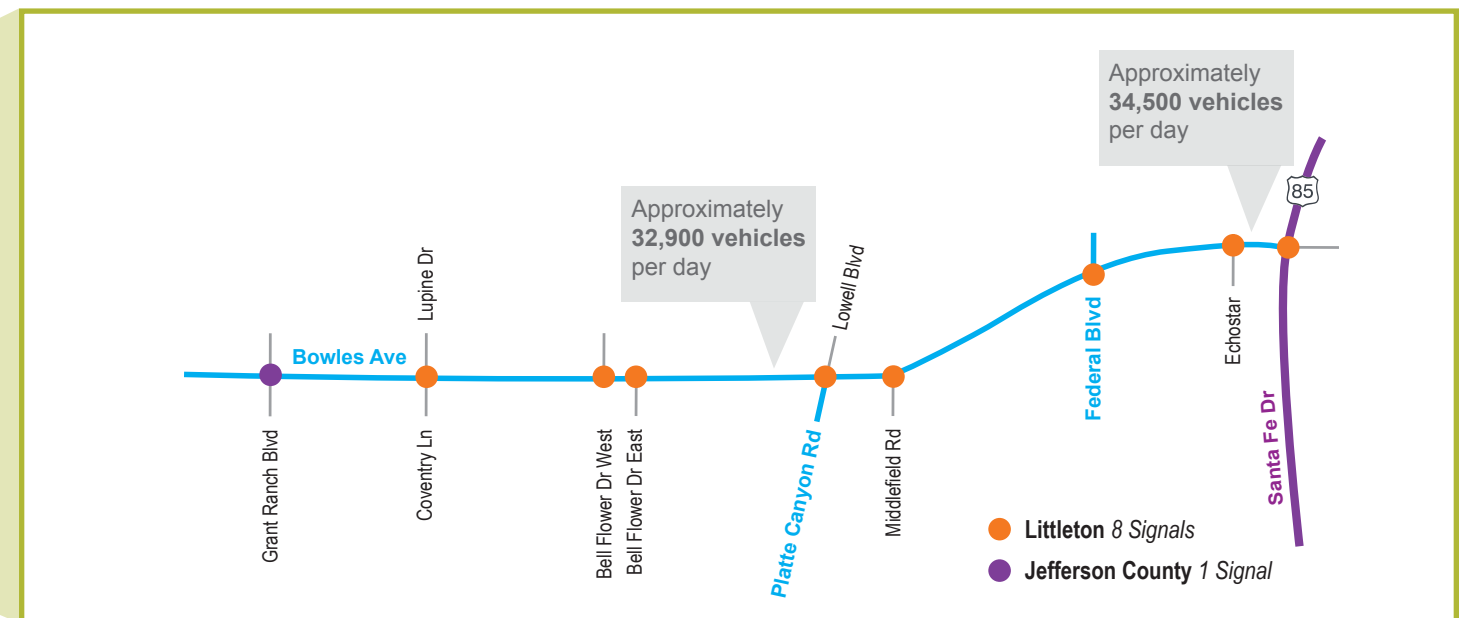 Approximately
34,500 vehicles
per day
85
Approximately
32,900 vehicles
per day
Lupine Dr
Lowell Blvd
Bowles Ave
Grant Ranch Blvd
Coventry Ln
Bell Flower Dr West
Bell Flower Dr East
Platte Canyon Rd
Middlefield Rd
Federal Blvd
Echostar
Santa Fe Dr
Littleton 8 Signals
Jefferson County 1 Signal